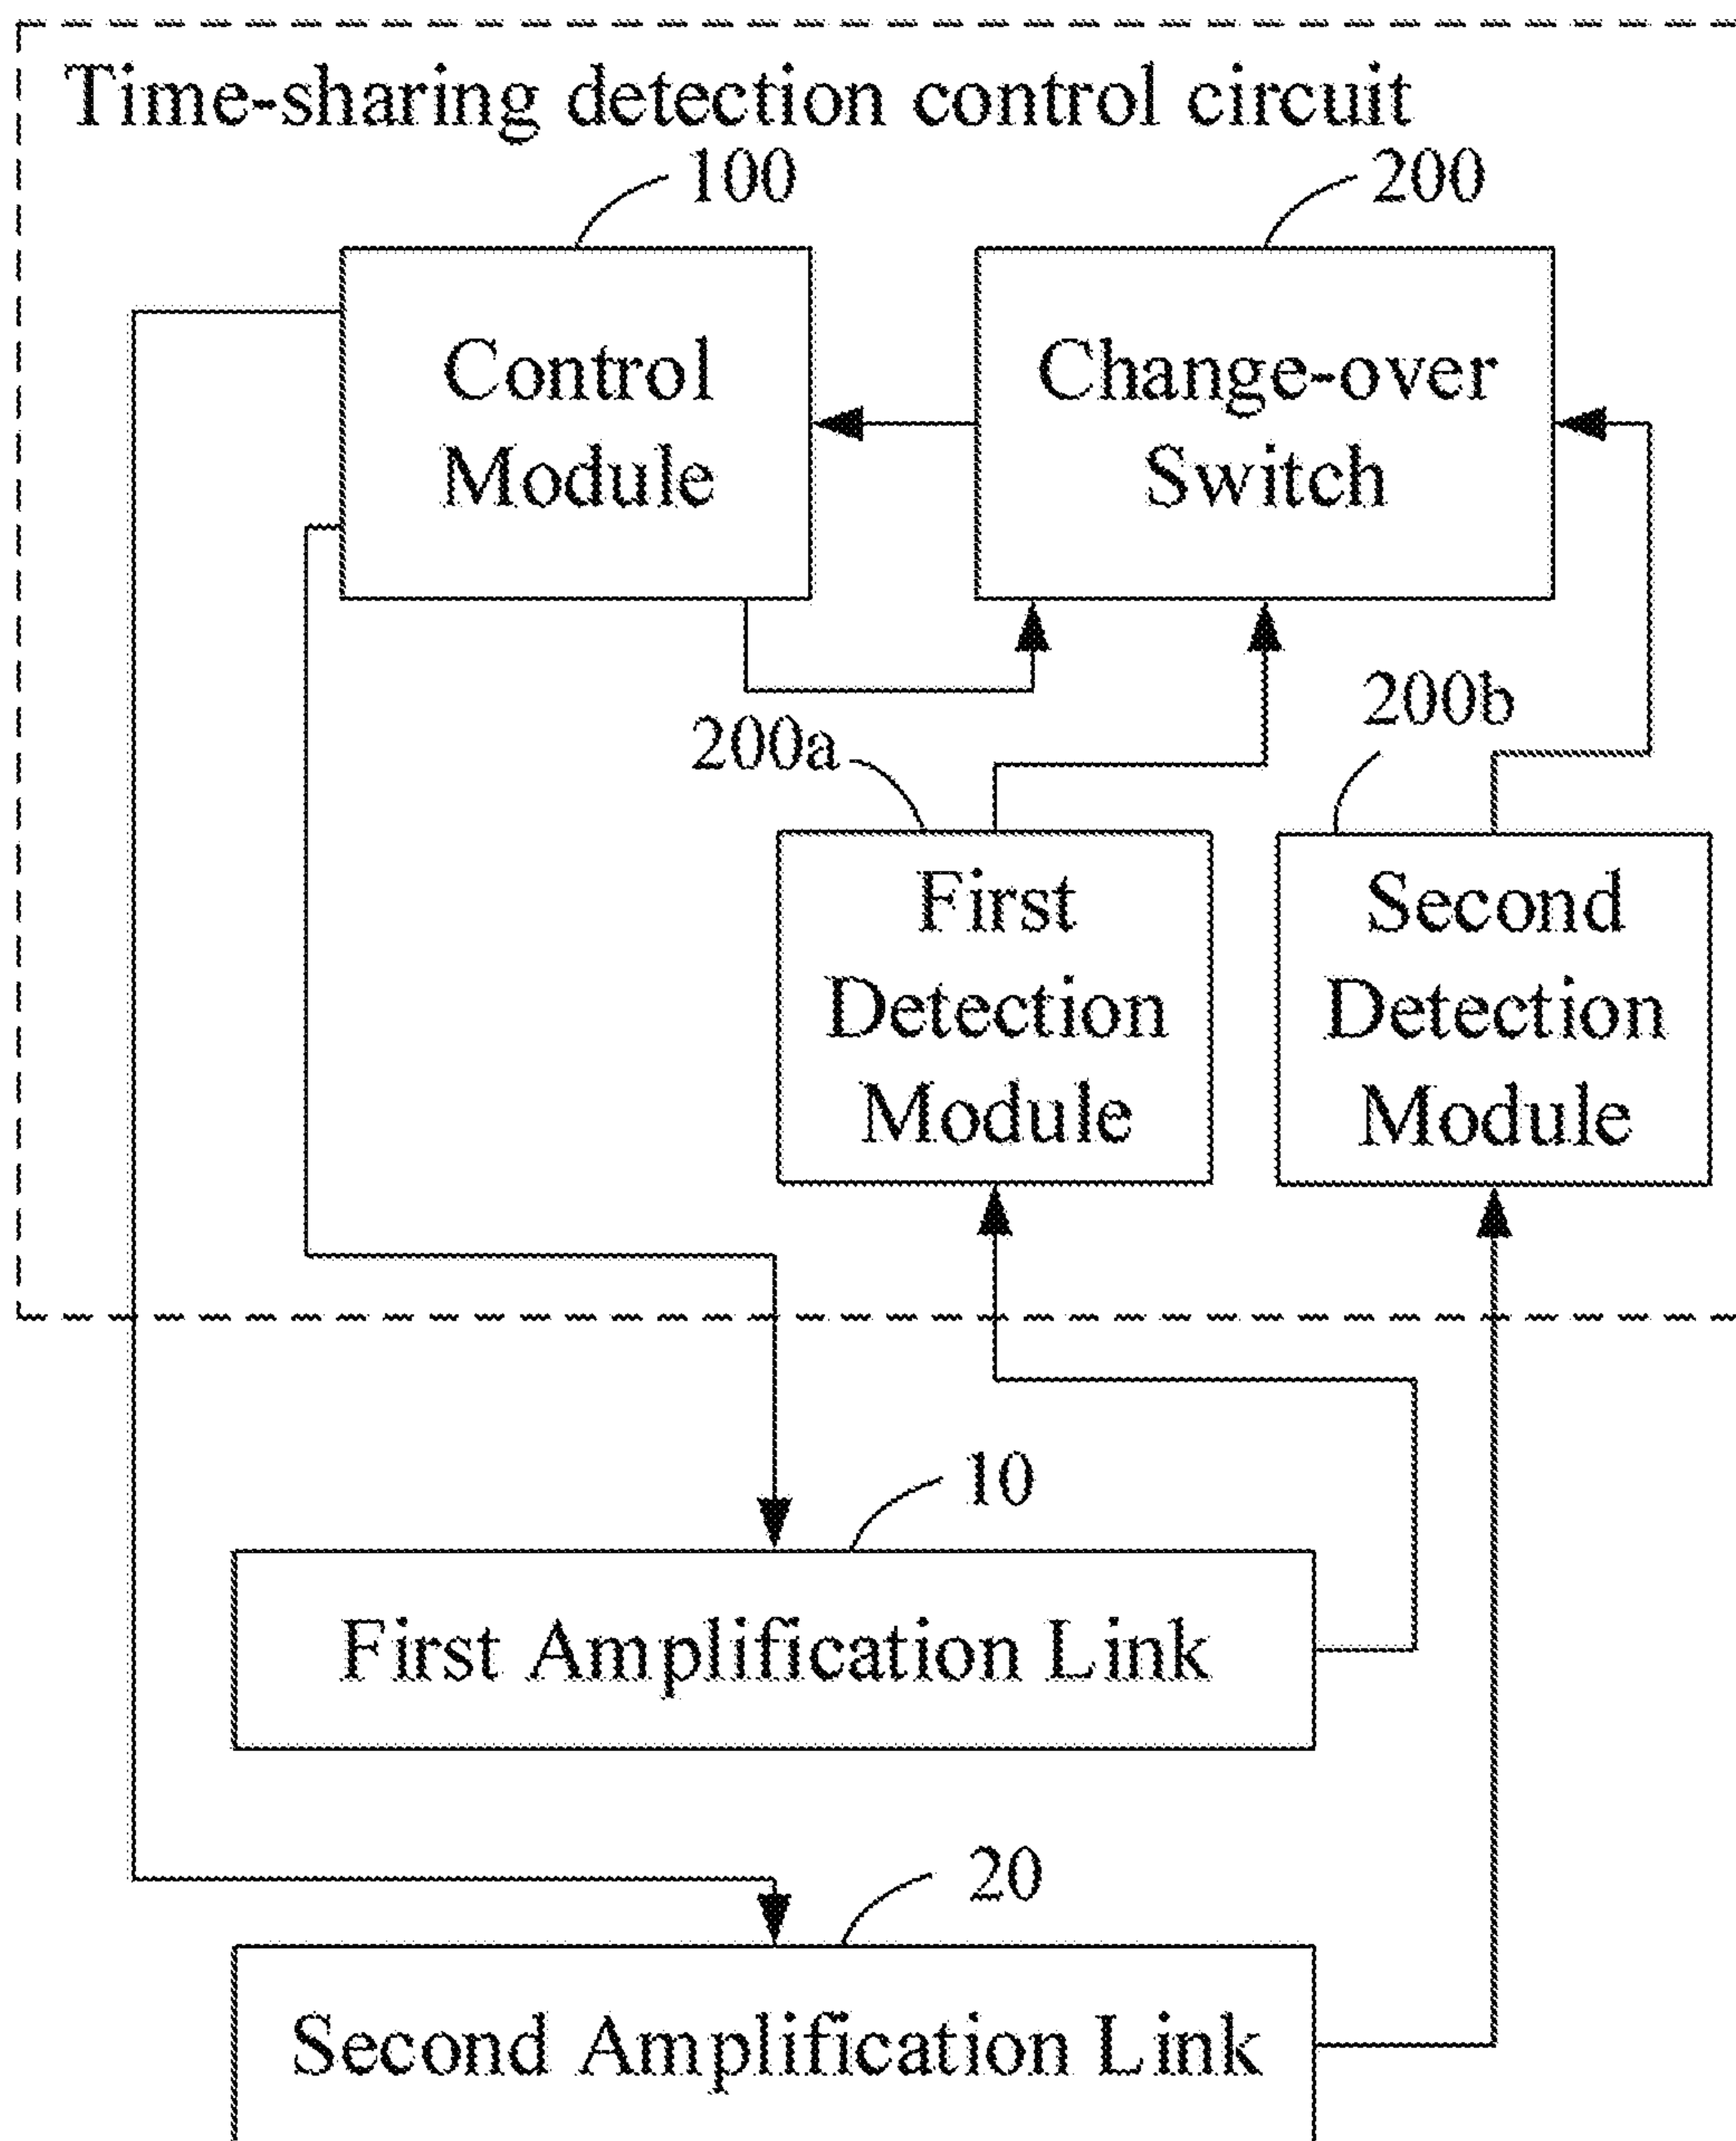 Time-sharing detection control circuit
100
200
Control
Module
Change-over
Switch
200a
200b
First
Detection
Module
Second
Detection
Module
10
First Amplification Link
20
Second Amplification Link